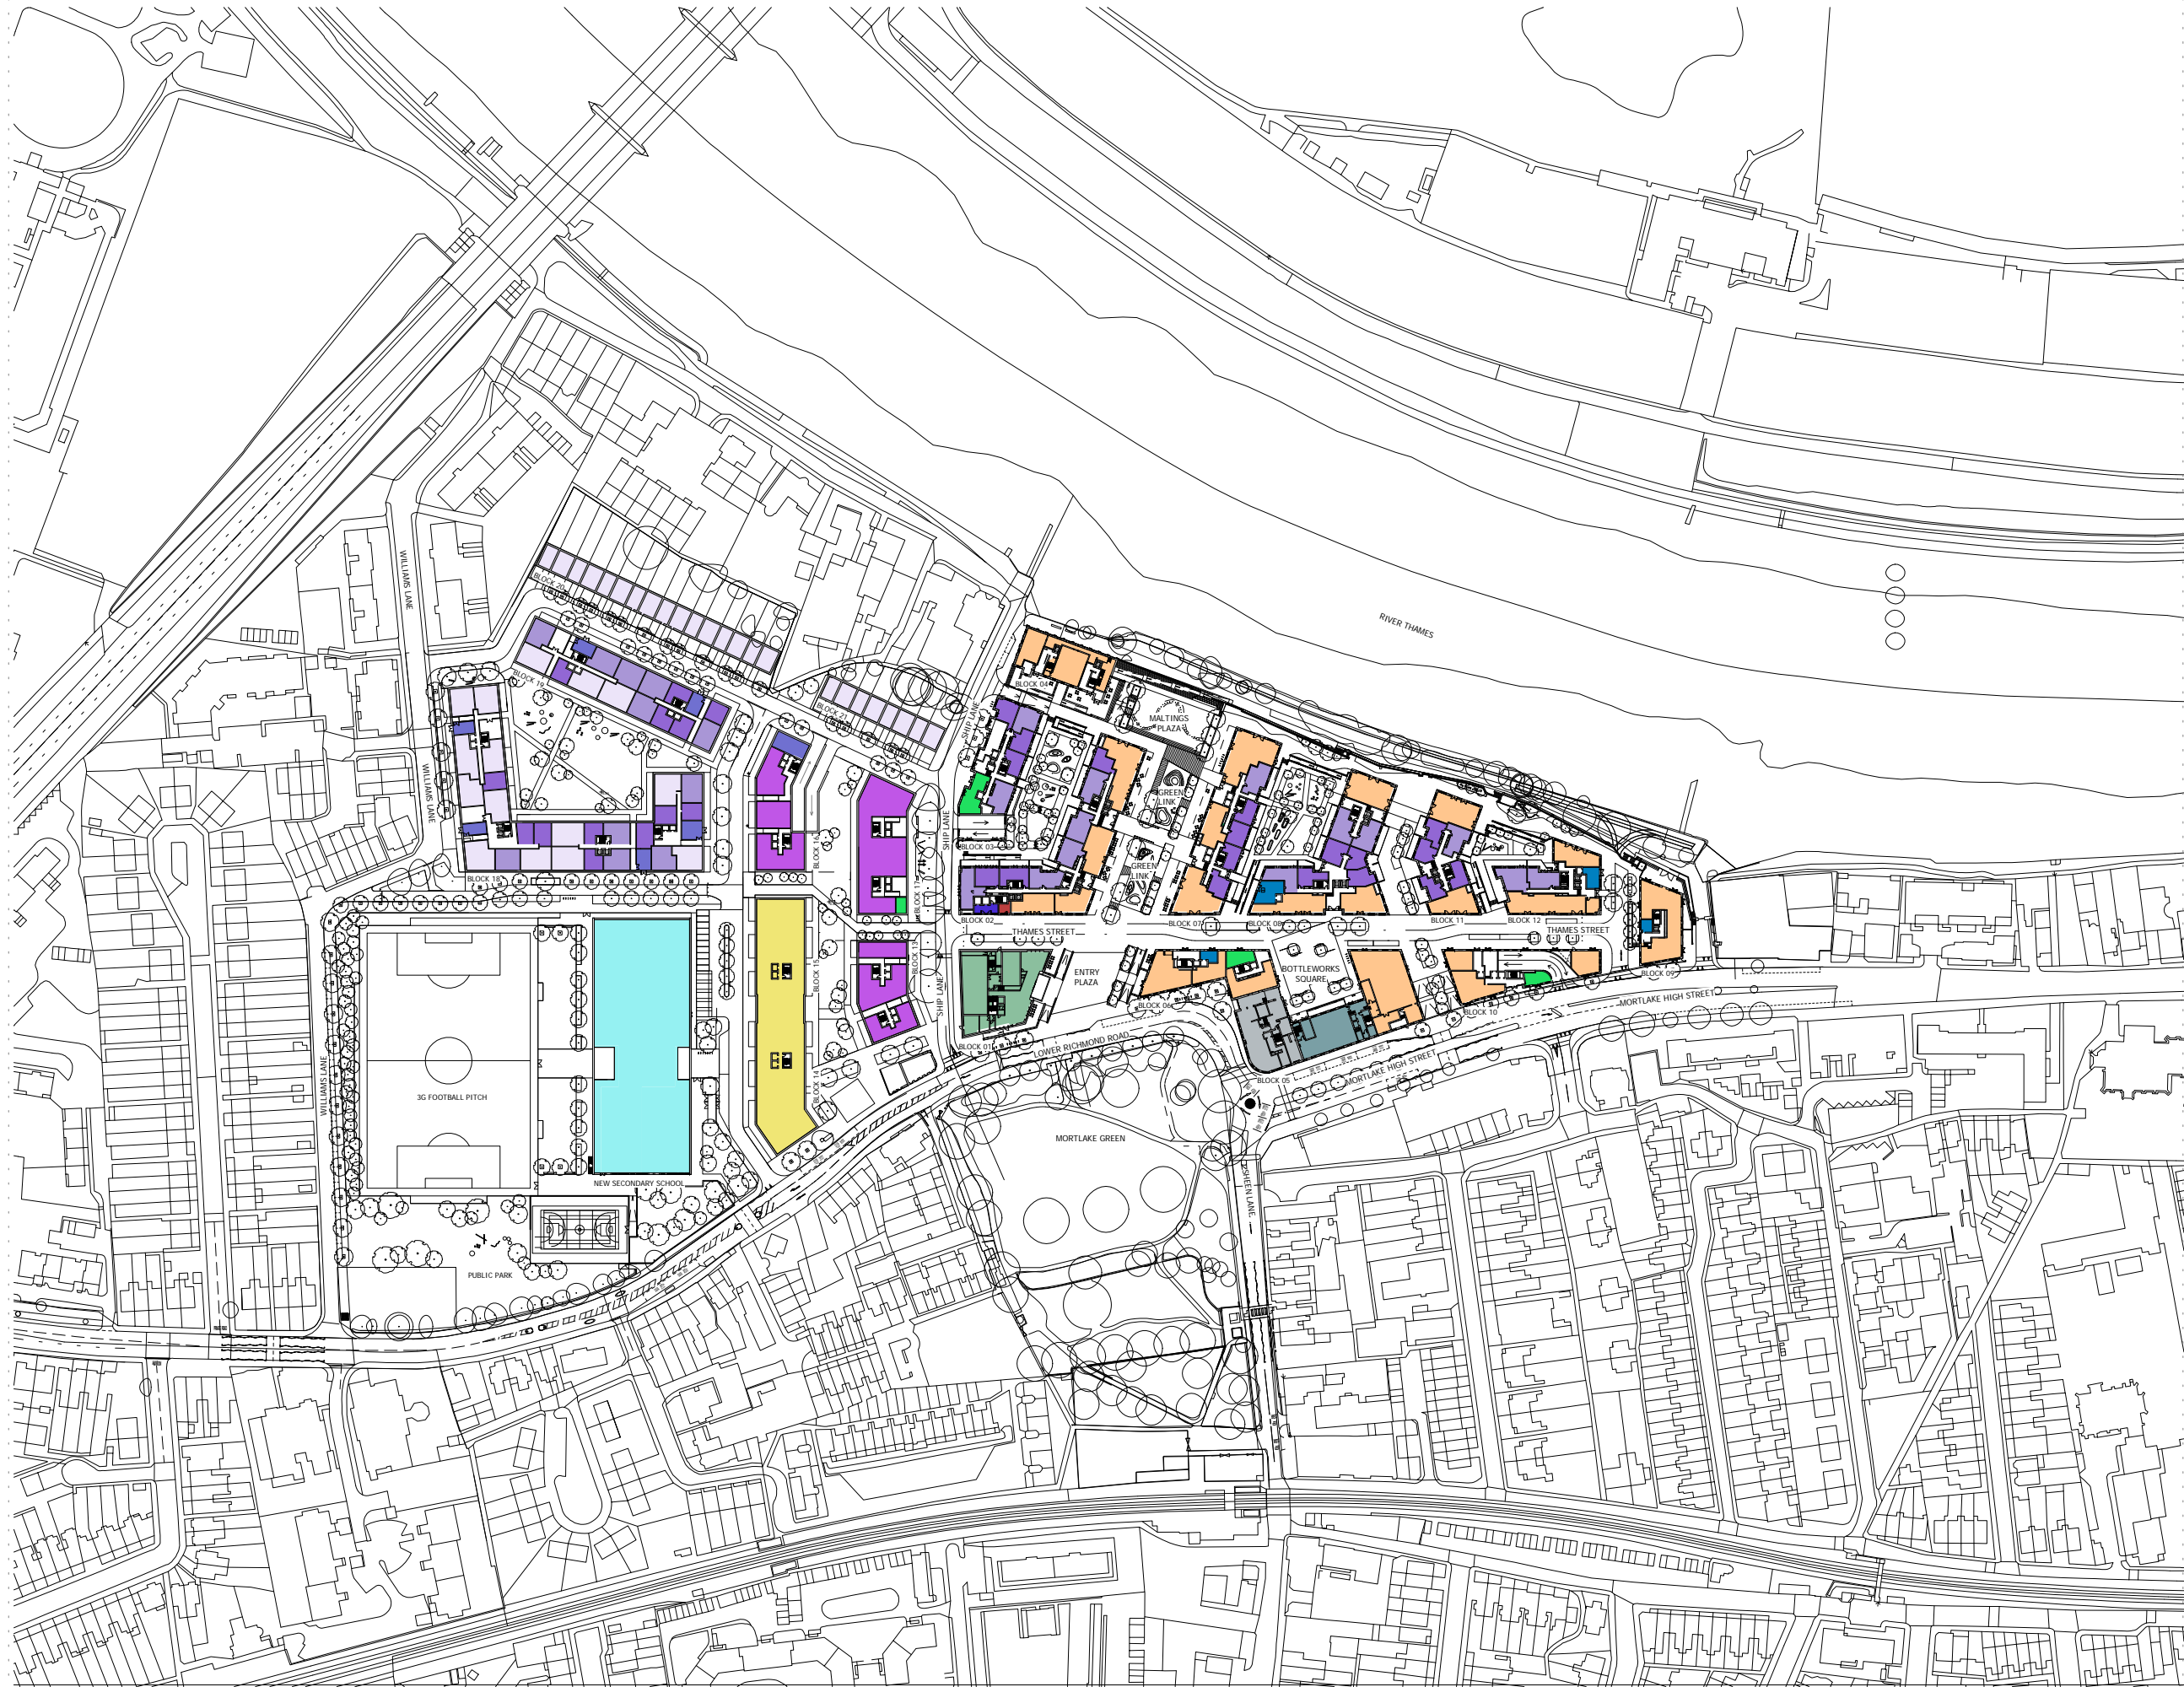 RIVER THAMES
WILLIAMS LANE
BLOCK 20
BLOCK 19
BLOCK 21
BLOCK 04
SHIP LANE
MALTINGS
PLAZA
WILLIAMS LANE
GREEN
LINK
BLOCK 16
SHIP LANE
BLOCK 03
GREEN
LINK
BLOCK 18
BLOCK 17
BLOCK 02
BLOCK 07
BLOCK 08
BLOCK 11
BLOCK 12
THAMES STREET
THAMES STREET
BLOCK 13
BLOCK 15
ENTRY
PLAZA
BOTTLEWORKS
SQUARE
BLOCK 09
SHIP LANE
BLOCK 06
BLOCK 10
MORTLAKE HIGH STREET
BLOCK 01
LOWER RICHMOND ROAD
BLOCK 05
MORTLAKE HIGH STREET
WILLIAMS LANE
3G FOOTBALL PITCH
BLOCK 14
MORTLAKE GREEN
NEW SECONDARY SCHOOL
SHEEN LANE
PUBLIC PARK